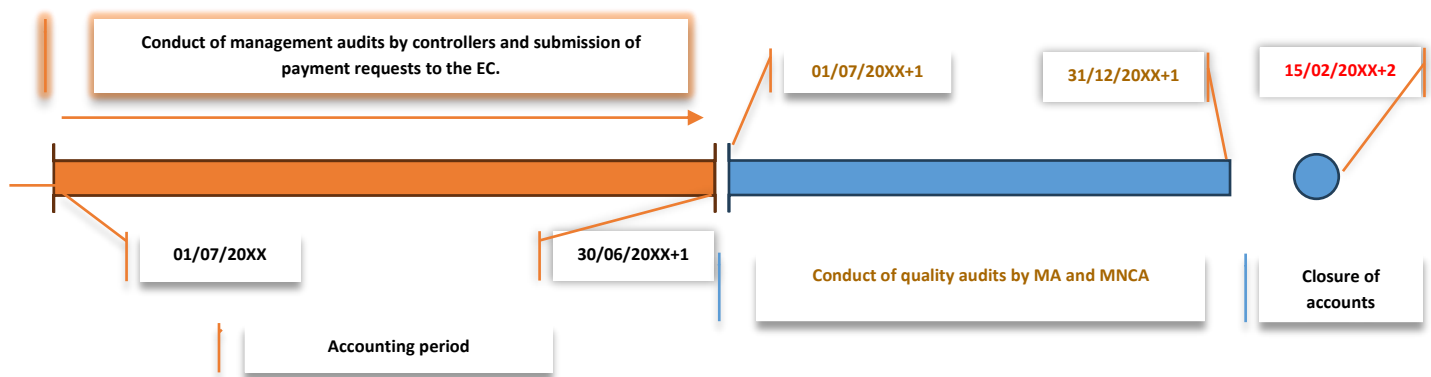 Conduct of management audits by controllers and submission of
payment requests to the EC.
01/07/20XX+1
31/12/20XX+1
15/02/20XX+2
01/07/20XX
30/06/20XX+1
Conduct of quality audits by MA and MNCA
Closure of
accounts
Accounting period